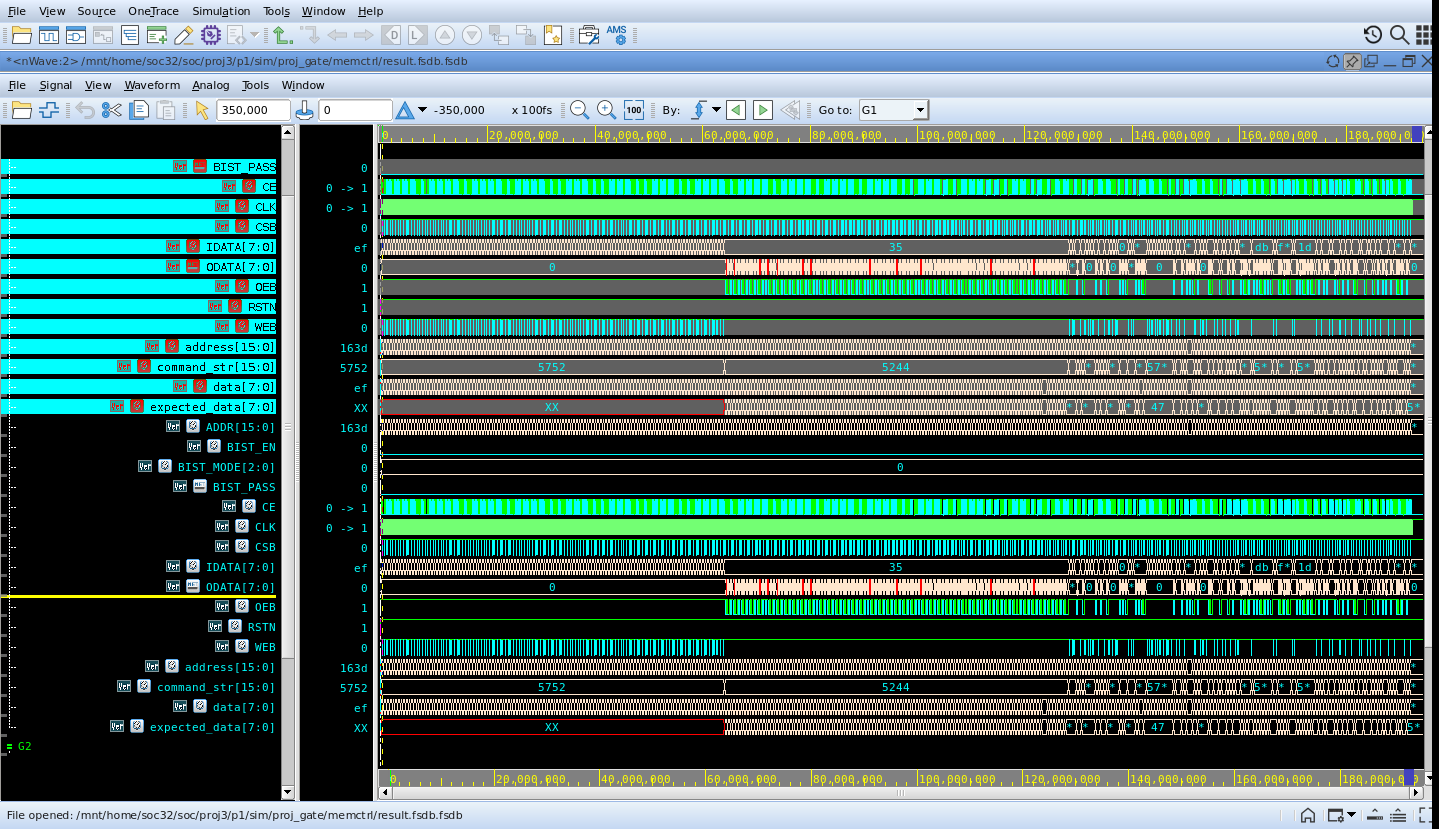 File View Source OneTrace Simulation Tools Window Help
AMS
*<nWave:2> /mnt/home/soc32/soc/proj3/p1/sim/proj_gate/memctrl/result.fsdb.fsdb
File Signal View Waveform Analog Tools Window
350,000 0 -350,000 x 100fs 100 By: Go to: G1
0 20,000,000 40,000,000 60,000,000 80,000,000 100,000,000 120,000,000 140,000,000 160,000,000
BIST_PASS 0
CE 0 -> 1
CLK 0 -> 1
CSB 0
IDATA[7:0] ef 35 0 * * * db f* 1d * *
ODATA[7:0] 0 0 * 0 0 * 0 0 0
OEB 1
RSTN 1
WEB 0
address[15:0] 163d *
command_str[15:0] 5752 5752 5244 * * * 57* * 5* 5* *
data[7:0] ef *
expected_data[7:0] XX XX * * * * 47 * 5*
ADDR[15:0] 163d *
BIST_EN 0
BIST_MODE[2:0] 0 0
BIST_PASS 0
CE 0 -> 1
CLK 0 -> 1
CSB 0
IDATA[7:0] ef 35 0 * * * db f* 1d * *
ODATA[7:0] 0 0 * 0 0 * 0 0 0
OEB 1
RSTN 1
WEB 0
address[15:0] 163d *
command_str[15:0] 5752 5752 5244 * * * 57* * 5* 5* *
data[7:0] ef *
expected_data[7:0] XX XX * * * * 47 * 5*
G2
0 20,000,000 40,000,000 60,000,000 80,000,000 100,000,000 120,000,000 140,000,000 160,000,000
File opened: /mnt/home/soc32/soc/proj3/p1/sim/proj_gate/memctrl/result.fsdb.fsdb